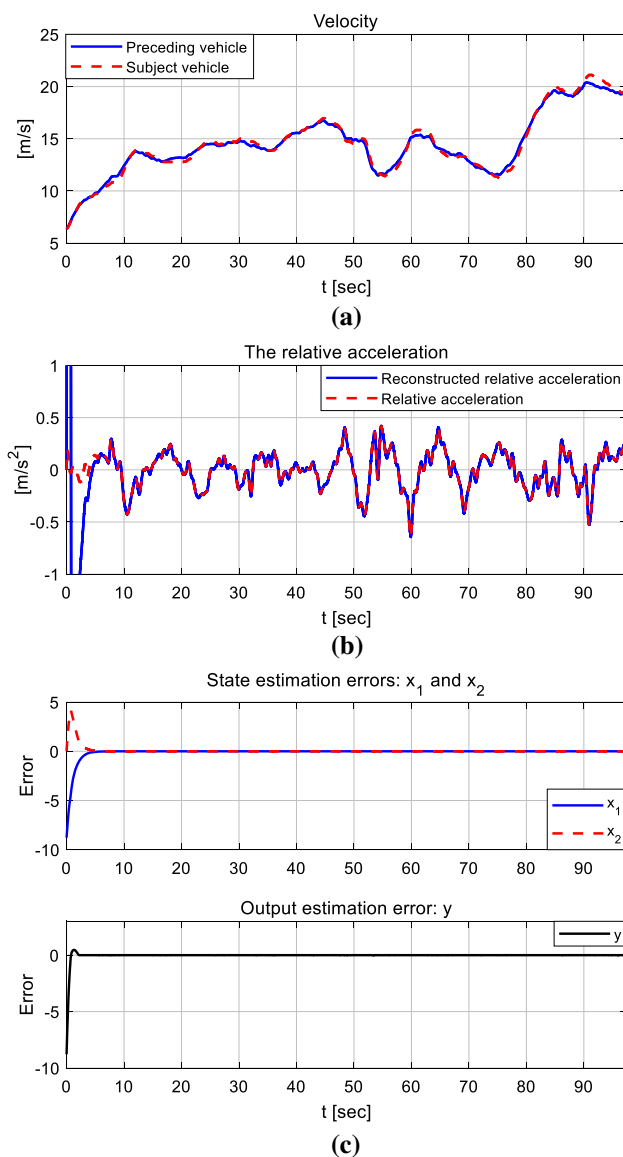 Velocity
25
20
15
10
5
[m/s]
Preceding vehicle
Subject vehicle
0 10 20 30 40 50 60 70 80 90
t [sec]
(a)
The relative acceleration
1
0.5
0
-0.5
-1
[m/s²]
Reconstructed relative acceleration
Relative acceleration
0 10 20 30 40 50 60 70 80 90
t [sec]
(b)
State estimation errors: x₁ and x₂
5
0
-5
-10
Error
x₁
x₂
0 10 20 30 40 50 60 70 80 90
Output estimation error: y
0
-5
-10
Error
y
0 10 20 30 40 50 60 70 80 90
t [sec]
(c)